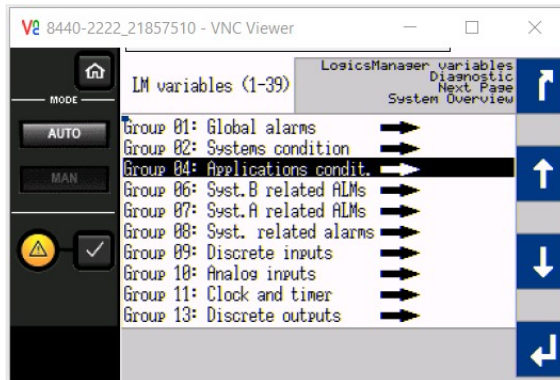 V2 8440-2222_21857510 - VNC Viewer
MODE
AUTO
MAN
LM variables (1-39)
LogicsManager variables
Diagnostic
Next Page
System Overview
Group 01: Global alarms
Group 02: Systems condition
Group 04: Applications condit.
Group 06: Syst.B related ALMs
Group 07: Syst.A related ALMs
Group 08: Syst. related alarms
Group 09: Discrete inputs
Group 10: Analog inputs
Group 11: Clock and timer
Group 13: Discrete outputs